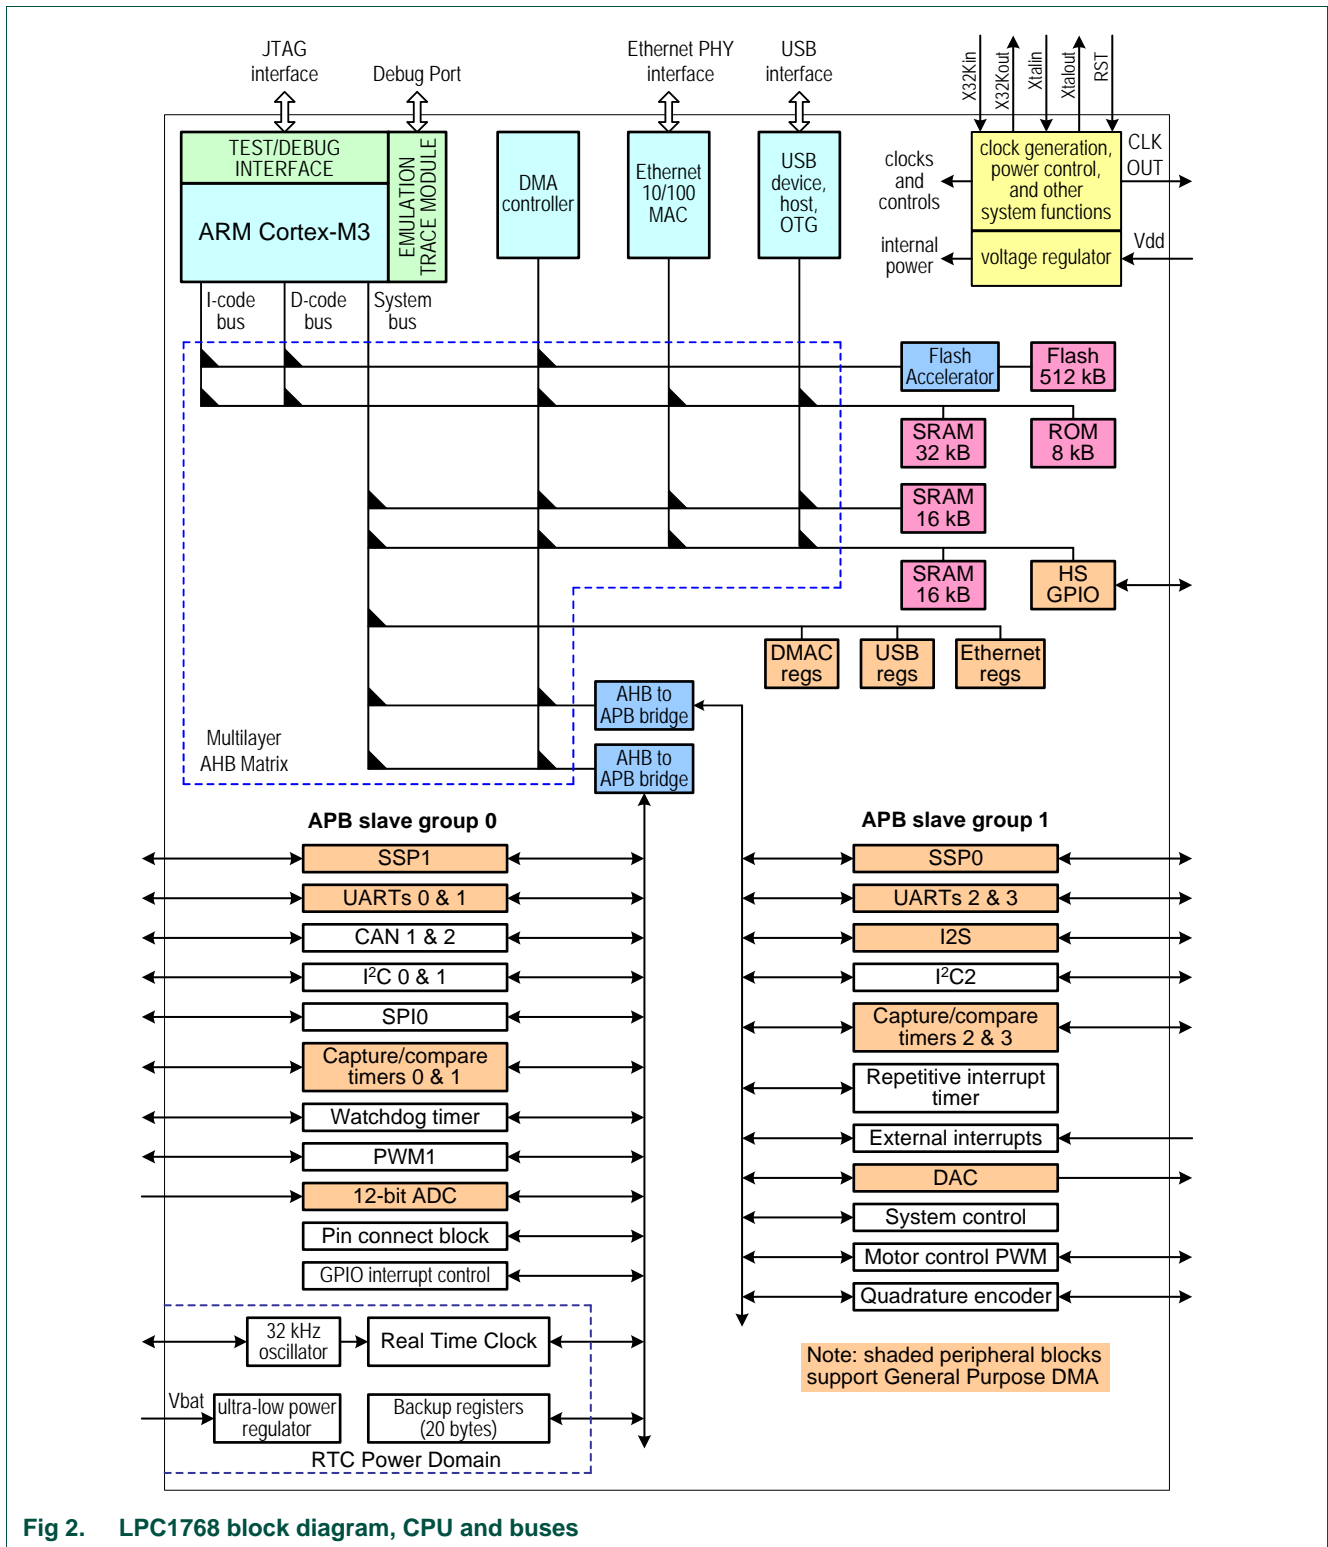 JTAG
interface
Debug Port
Ethernet PHY
interface
USB
interface
X32Kin
X32Kout
Xtalin
Xtalout
RST
TEST/DEBUG
INTERFACE
EMULATION
TRACE MODULE
ARM Cortex-M3
DMA
controller
Ethernet
10/100
MAC
USB
device,
host,
OTG
clocks
and
controls
clock generation,
power control,
and other
system functions
CLK
OUT
internal
power
voltage regulator
Vdd
I-code
bus
D-code
bus
System
bus
Flash
Accelerator
Flash
512 kB
SRAM
32 kB
ROM
8 kB
SRAM
16 kB
SRAM
16 kB
HS
GPIO
DMAC
regs
USB
regs
Ethernet
regs
AHB to
APB bridge
Multilayer
AHB Matrix
AHB to
APB bridge
APB slave group 0
SSP1
UARTs 0 & 1
CAN 1 & 2
I²C 0 & 1
SPI0
Capture/compare
timers 0 & 1
Watchdog timer
PWM1
12-bit ADC
Pin connect block
GPIO interrupt control
APB slave group 1
SSP0
UARTs 2 & 3
I2S
I²C2
Capture/compare
timers 2 & 3
Repetitive interrupt
timer
External interrupts
DAC
System control
Motor control PWM
Quadrature encoder
32 kHz
oscillator
Real Time Clock
Vbat
ultra-low power
regulator
Backup registers
(20 bytes)
RTC Power Domain
Note: shaded peripheral blocks
support General Purpose DMA
Fig 2. LPC1768 block diagram, CPU and buses